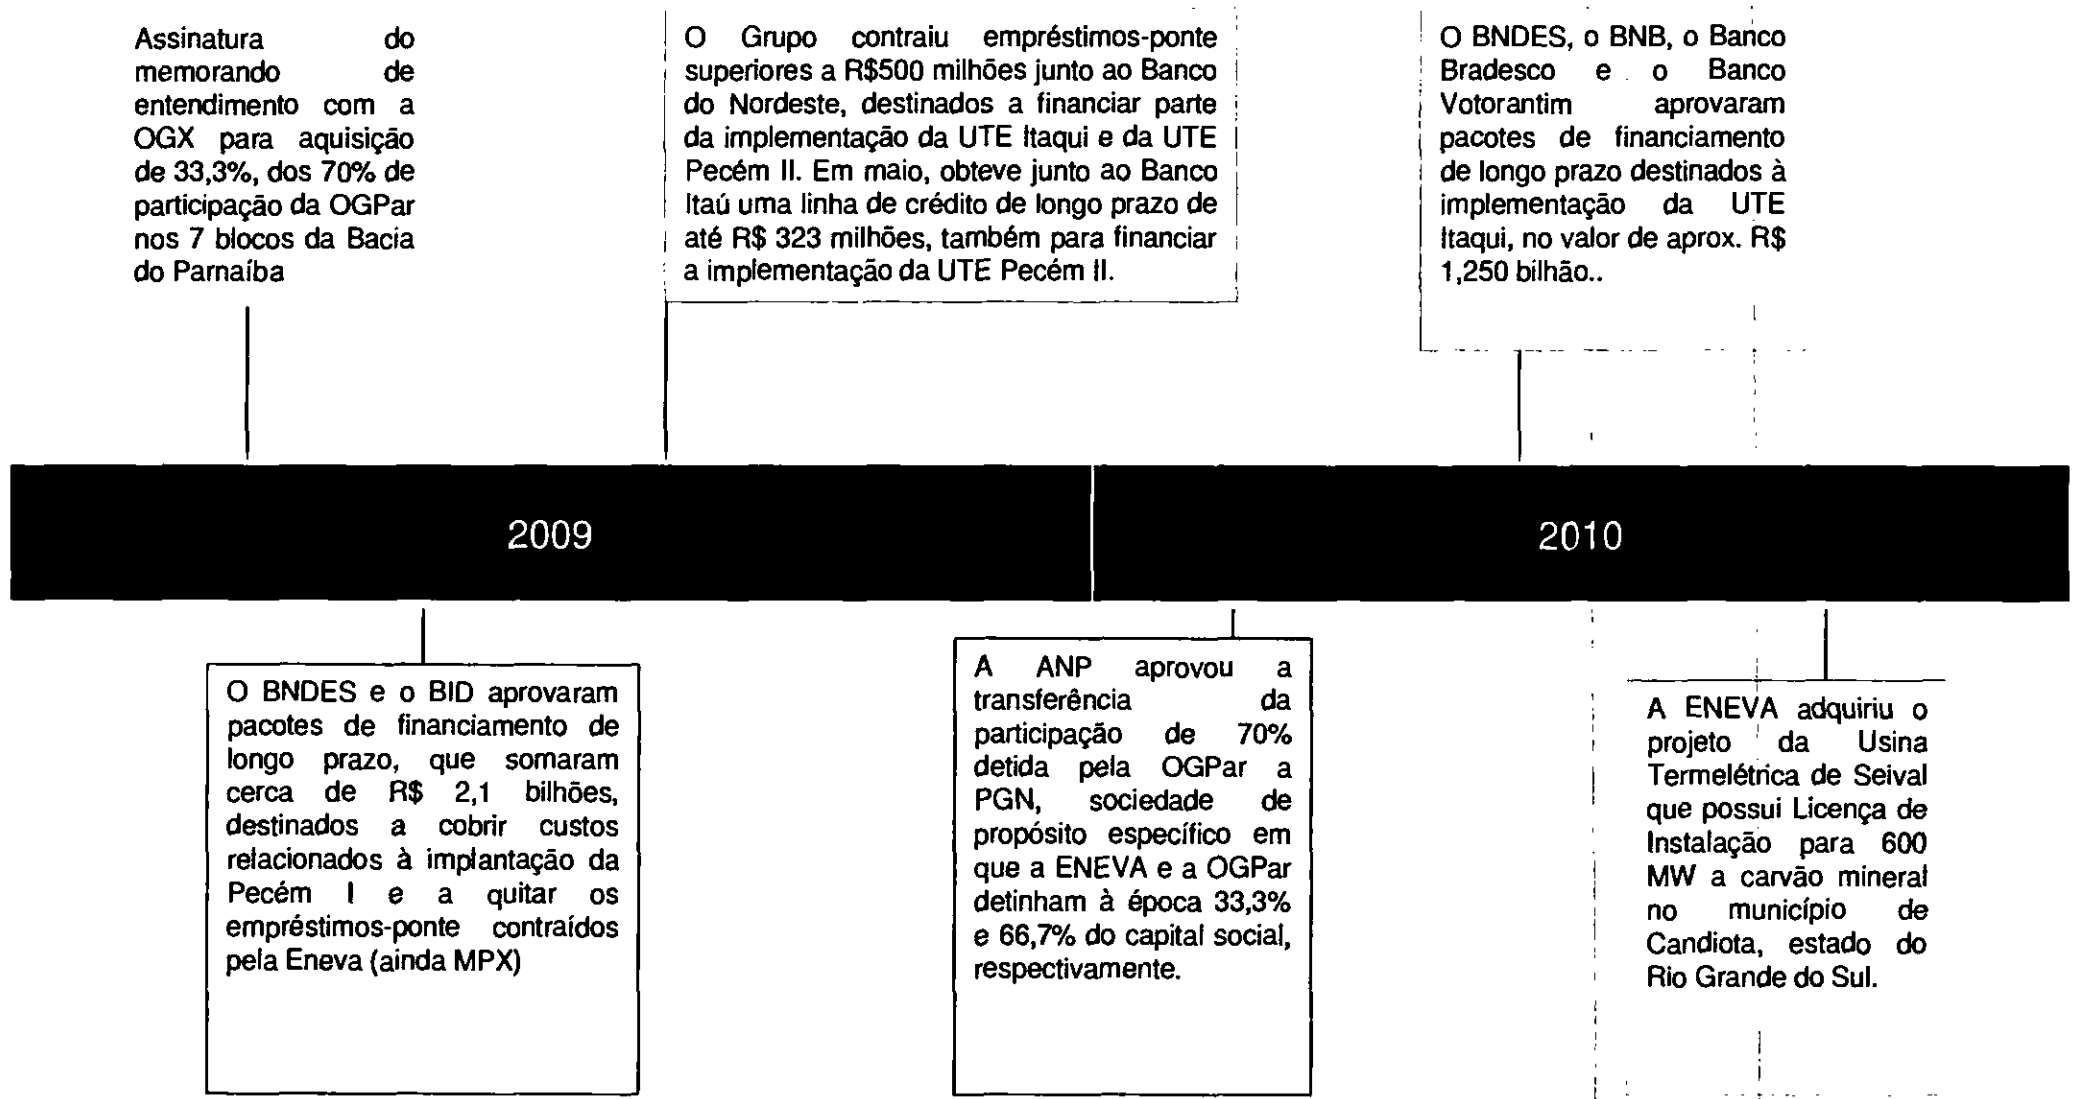 Assinatura do
memorando de
entendimento com a
OGX para aquisição
de 33,3%, dos 70% de
participação da OGPar
nos 7 blocos da Bacia
do Parnaíba
O Grupo contraiu empréstimos-ponte
superiores a R$500 milhões junto ao Banco
do Nordeste, destinados a financiar parte
da implementação da UTE Itaqui e da UTE
Pecém II. Em maio, obteve junto ao Banco
Itaú uma linha de crédito de longo prazo de
até R$ 323 milhões, também para financiar
a implementação da UTE Pecém II.
O BNDES, o BNB, o Banco
Bradesco e o Banco
Votorantim aprovaram
pacotes de financiamento
de longo prazo destinados à
implementação da UTE
Itaqui, no valor de aprox. R$
1,250 bilhão..
2009
2010
O BNDES e o BID aprovaram
pacotes de financiamento de
longo prazo, que somaram
cerca de R$ 2,1 bilhões,
destinados a cobrir custos
relacionados à implantação da
Pecém I e a quitar os
empréstimos-ponte contraídos
pela Eneva (ainda MPX)
A ANP aprovou a
transferência da
participação de 70%
detida pela OGPar a
PGN, sociedade de
propósito específico em
que a ENEVA e a OGPar
detinham à época 33,3%
e 66,7% do capital social,
respectivamente.
A ENEVA adquiriu o
projeto da Usina
Termelétrica de Seival
que possui Licença de
Instalação para 600
MW a carvão mineral
no município de
Candiota, estado do
Rio Grande do Sul.